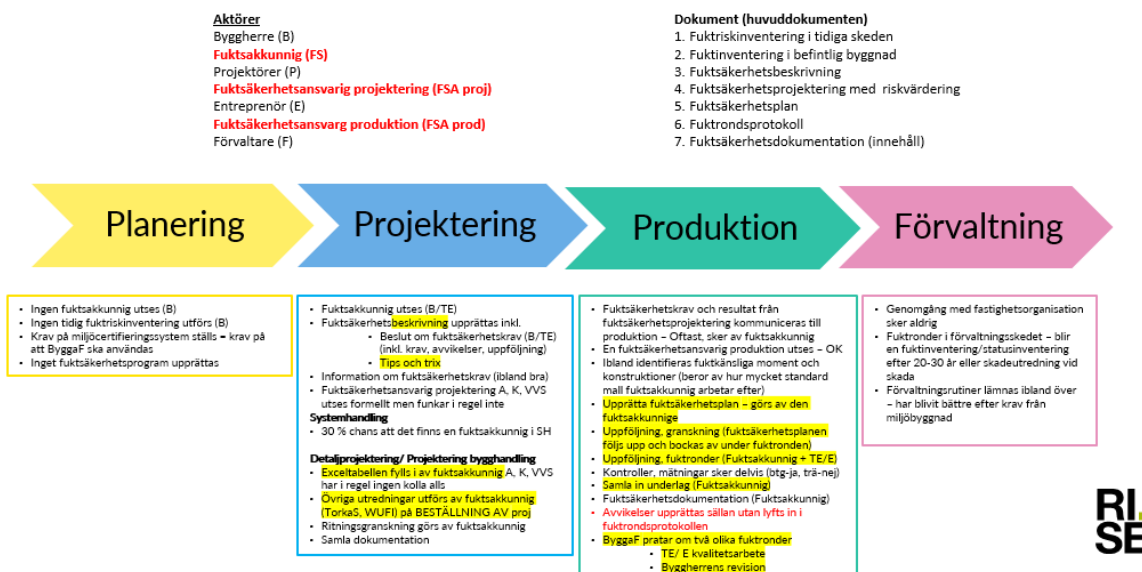 Aktörer
Byggherre (B)
Fuktsakkunnig (FS)
Projektörer (P)
Fuktsäkerhetsansvarig projektering (FSA proj)
Entreprenör (E)
Fuktsäkerhetsansvarg produktion (FSA prod)
Förvaltare (F)
Dokument (huvuddokumenten)
1. Fuktriskinventering i tidiga skeden
2. Fuktinventering i befintlig byggnad
3. Fuktsäkerhetsbeskrivning
4. Fuktsäkerhetsprojektering med riskvärdering
5. Fuktsäkerhetsplan
6. Fuktrondsprotokoll
7. Fuktsäkerhetsdokumentation (innehåll)
Planering
Projektering
Produktion
Förvaltning
• Ingen fuktsakkunnig utses (B)
• Ingen tidig fuktriskinventering utförs (B)
• Krav på miljöcertifieringssystem ställs – krav på
att ByggaF ska användas
• Inget fuktsäkerhetsprogram upprättas
• Fuktsakkunnig utses (B/TE)
• Fuktsäkerhetsbeskrivning upprättas inkl.
• Beslut om fuktsäkerhetskrav (B/TE)
(inkl. krav, avvikelser, uppföljning)
• Tips och trix
• Information om fuktsäkerhetskrav (ibland bra)
• Fuktsäkerhetsansvarig projektering A, K, VVS
utses formellt men funkar i regel inte
Systemhandling
• 30 % chans att det finns en fuktsakkunnig i SH
Detaljprojektering/ Projektering bygghandling
• Exceltabellen fylls i av fuktsakkunnig A, K, VVS
har i regel ingen kolla alls
• Övriga utredningar utförs av fuktsakkunnig
(TorkaS, WUFI) på BESTÄLLNING AV proj
• Ritningsgranskning görs av fuktsakkunnig
• Samla dokumentation
• Fuktsäkerhetskrav och resultat från
fuktsäkerhetsprojektering kommuniceras till
produktion – Oftast, sker av fuktsakkunnig
• En fuktsäkerhetsansvarig produktion utses – OK
• Ibland identifieras fuktkänsliga moment och
konstruktioner (beror av hur mycket standard
mall fuktsakkunnig arbetar efter)
• Upprätta fuktsäkerhetsplan – görs av den
fuktsakkunnige
• Uppföljning, granskning (fuktsäkerhetsplanen
följs upp och bockas av under fuktronden)
• Uppföljning, fuktronder (Fuktsakkunnig + TE/E)
• Kontroller, mätningar sker delvis (btg-ja, trä-nej)
• Samla in underlag (Fuktsakkunnig)
• Fuktsäkerhetsdokumentation (Fuktsakkunnig)
• Avvikelser upprättas sällan utan lyfts in i
fuktrondsprotokollen
• ByggaF pratar om två olika fuktronder
• TE/ E kvalitetsarbete
• Byggherrens revision
• Genomgång med fastighetsorganisation
sker aldrig
• Fuktronder i förvaltningsskedet – blir
en fuktinventering/statusinventering
efter 20-30 år eller skadeutredning vid
skada
• Förvaltningsrutiner lämnas ibland över
– har blivit bättre efter krav från
miljöbyggnad
RI.
SE